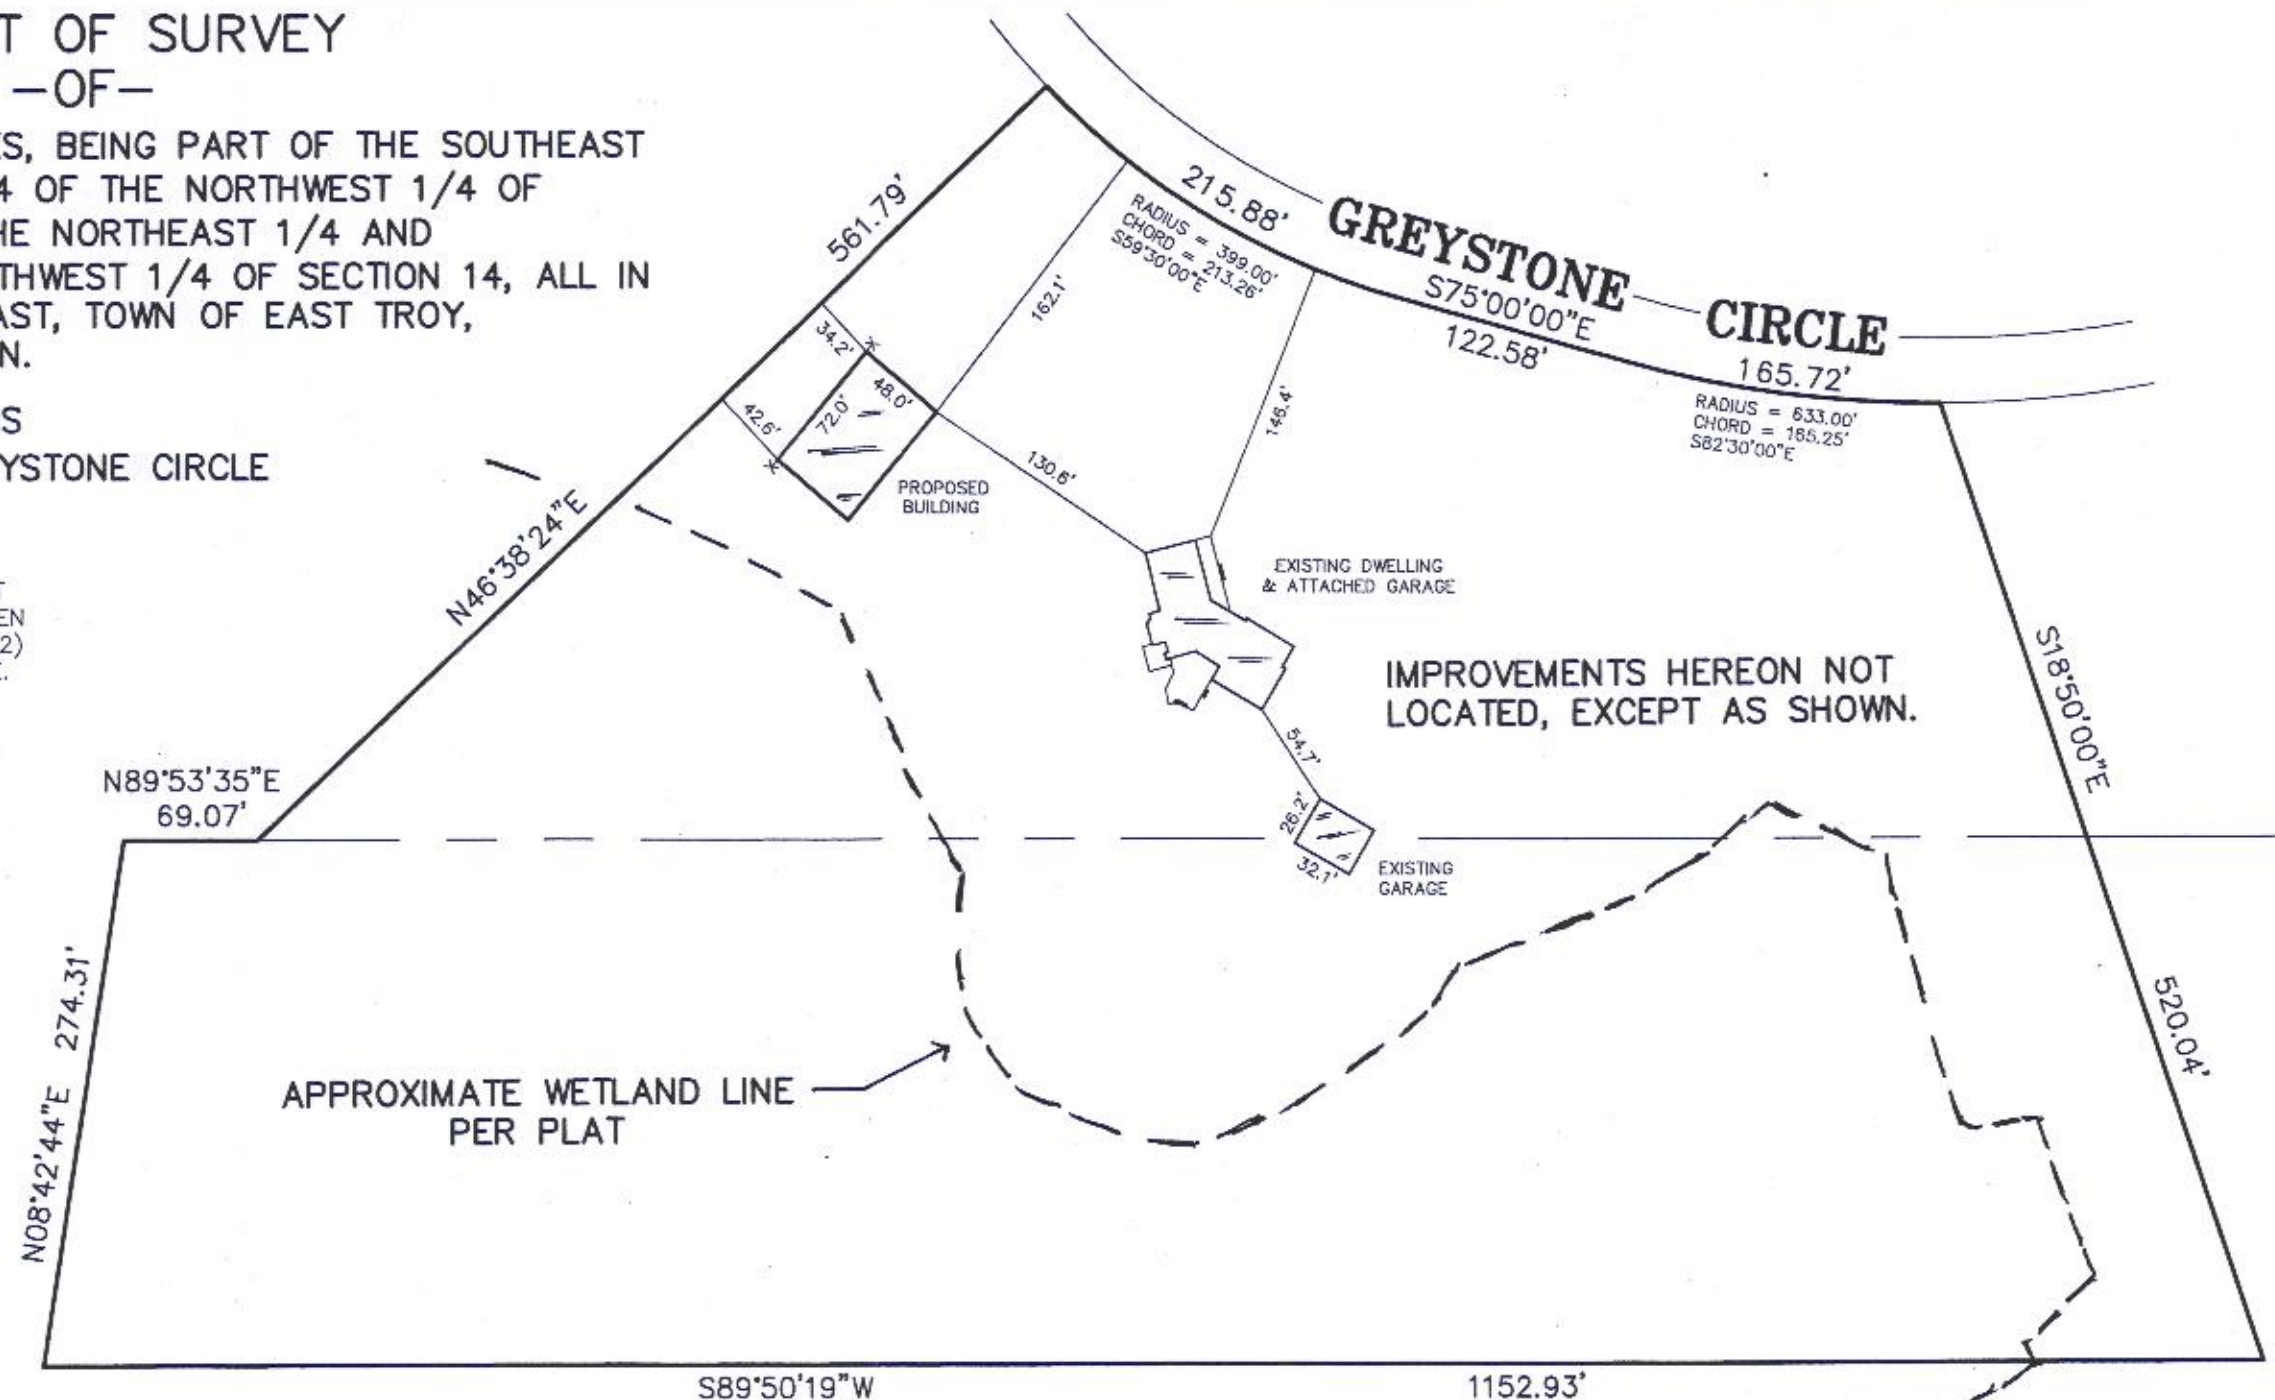 T OF SURVEY
—OF—
ES, BEING PART OF THE SOUTHEAST
4 OF THE NORTHWEST 1/4 OF
HE NORTHEAST 1/4 AND
THWEST 1/4 OF SECTION 14, ALL IN
AST, TOWN OF EAST TROY,
N.
S
YSTONE CIRCLE
T
EN
2)
561.79'
N46°38'24"E
34.2'
42.6'
72.0'
48.0'
PROPOSED
BUILDING
162.1'
130.6'
215.88'
RADIUS = 399.00'
CHORD = 213.26'
S59°30'00"E
GREYSTONE CIRCLE
S75°00'00"E
122.58'
165.72'
RADIUS = 633.00'
CHORD = 165.25'
S82°30'00"E
146.4'
EXISTING DWELLING
& ATTACHED GARAGE
IMPROVEMENTS HEREON NOT
LOCATED, EXCEPT AS SHOWN.
54.7'
26.2'
32.1'
EXISTING
GARAGE
S18°50'00"E
520.04'
N89°53'35"E
69.07'
N08°42'44"E 274.31'
APPROXIMATE WETLAND LINE
PER PLAT
S89°50'19"W
1152.93'